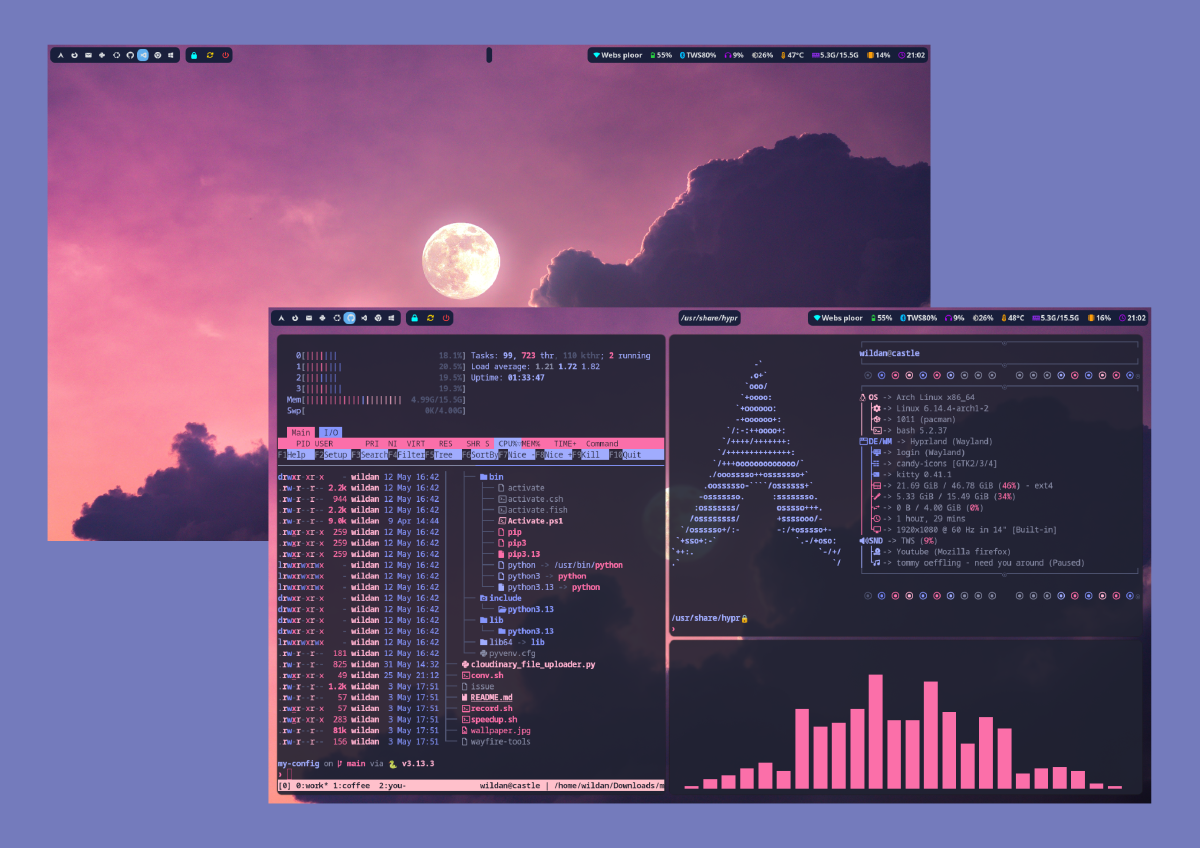 Webs ploor 55% TWS80% 9% 26% 47°C 5.3G/15.5G 14% 21:02
/usr/share/hypr
Webs ploor 55% TWS80% 9% 26% 48°C 5.3G/15.5G 16% 21:02
0[|||||||| 18.1%] Tasks: 99, 723 thr, 110 kthr; 2 running
1[||||||||| 20.3%] Load average: 1.21 1.72 1.82
2[|||||||| 19.5%] Uptime: 01:33:47
3[||||||||| 19.3%]
Mem[|||||||||||||||||||||||| 4.99G/15.5G]
Swp[ 0K/4.00G]
Main I/O
PID USER PRI NI VIRT RES SHR S CPU%▽MEM% TIME+ Command
F1Help F2Setup F3SearchF4FilterF5Tree F6SortByF7Nice -F8Nice +F9Kill F10Quit
drwxr-xr-x - wildan 12 May 16:42 bin
.rw-r--r-- 2.2k wildan 12 May 16:42 activate
.rw-r--r-- 944 wildan 12 May 16:42 activate.csh
.rw-r--r-- 2.2k wildan 12 May 16:42 activate.fish
.rw-r--r-- 9.0k wildan 9 Apr 14:44 Activate.ps1
.rwxr-xr-x 259 wildan 12 May 16:42 pip
.rwxr-xr-x 259 wildan 12 May 16:42 pip3
.rwxr-xr-x 259 wildan 12 May 16:42 pip3.13
lrwxrwxrwx - wildan 12 May 16:42 python -> /usr/bin/python
lrwxrwxrwx - wildan 12 May 16:42 python3 -> python
lrwxrwxrwx - wildan 12 May 16:42 python3.13 -> python
drwxr-xr-x - wildan 12 May 16:42 include
drwxr-xr-x - wildan 12 May 16:42 python3.13
drwxr-xr-x - wildan 12 May 16:42 lib
drwxr-xr-x - wildan 12 May 16:42 python3.13
lrwxrwxrwx - wildan 12 May 16:42 lib64 -> lib
.rw-r--r-- 181 wildan 12 May 16:42 pyvenv.cfg
.rwxr-xr-x 825 wildan 31 May 14:32 cloudinary_file_uploader.py
.rwxr-xr-x 49 wildan 25 May 21:12 conv.sh
.rw-r--r-- 1.2k wildan 3 May 17:51 issue
.rw-r--r-- 57 wildan 3 May 17:51 README.md
.rwxr-xr-x 57 wildan 3 May 17:51 record.sh
.rwxr-xr-x 283 wildan 3 May 17:51 speedup.sh
.rw-r--r-- 81k wildan 3 May 17:51 wallpaper.jpg
.rw-r--r-- 156 wildan 3 May 17:51 wayfire-tools
my-config on main via v3.13.3
›
[0] 0:work* 1:coffee 2:you- wildan@castle | /home/wildan/Downloads/m
wildan@castle
OS -> Arch Linux x86_64
-> Linux 6.14.4-arch1-2
-> 1011 (pacman)
-> bash 5.2.37
DE/WM -> Hyprland (Wayland)
-> login (Wayland)
-> candy-icons [GTK2/3/4]
-> kitty 0.41.1
-> 21.69 GiB / 46.78 GiB (46%) - ext4
-> 5.33 GiB / 15.49 GiB (34%)
-> 0 B / 4.00 GiB (0%)
-> 1 hour, 29 mins
-> 1920x1080 @ 60 Hz in 14" [Built-in]
SND -> TWS (9%)
-> Youtube (Mozilla firefox)
-> tommy oeffling - need you around (Paused)
/usr/share/hypr
›